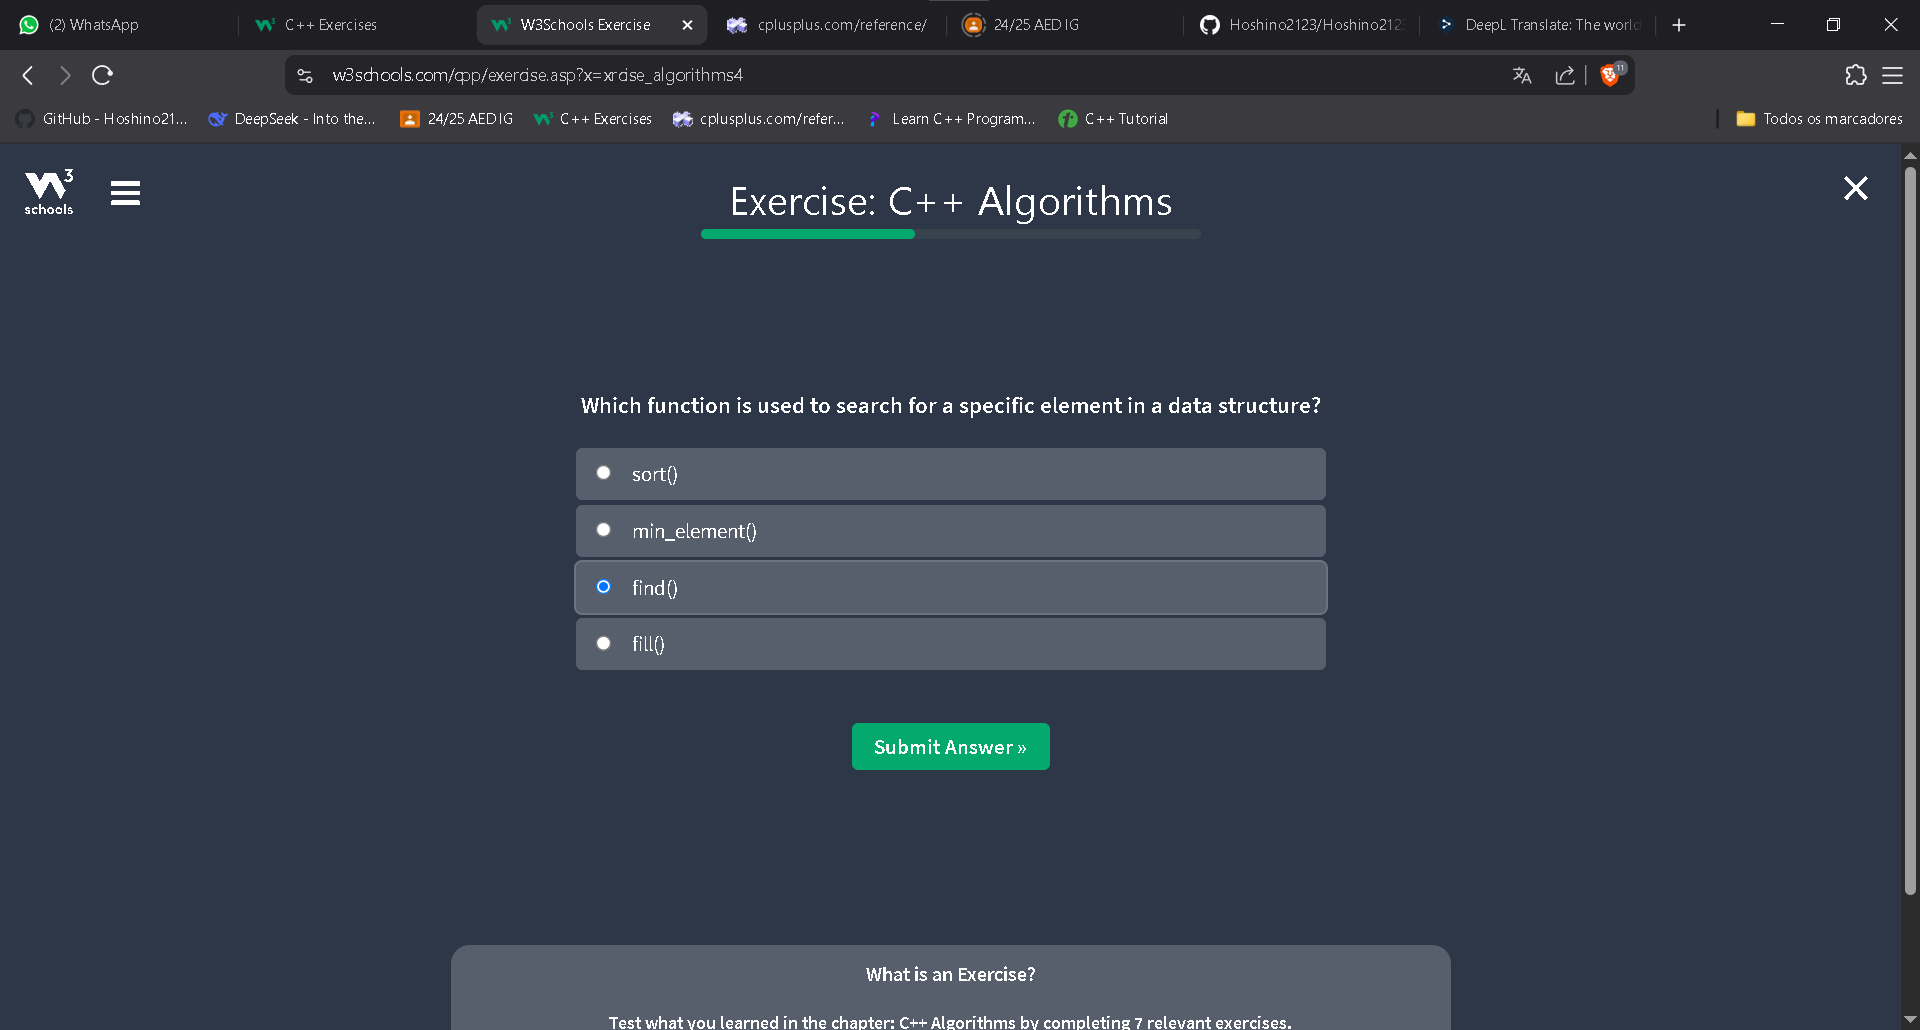 (2) WhatsApp
C++ Exercises
W3Schools Exercise
cplusplus.com/reference/
24/25 AED IG
Hoshino2123/Hoshino212
DeepL Translate: The world
w3schools.com/cpp/exercise.asp?x=xrcise_algorithms4
11
GitHub - Hoshino21...
DeepSeek - Into the...
24/25 AED IG
C++ Exercises
cplusplus.com/refer...
Learn C++ Program...
C++ Tutorial
Todos os marcadores
3
schools
Exercise: C++ Algorithms
Which function is used to search for a specific element in a data structure?
sort()
min_element()
find()
fill()
Submit Answer »
What is an Exercise?
Test what you learned in the chapter: C++ Algorithms by completing 7 relevant exercises.